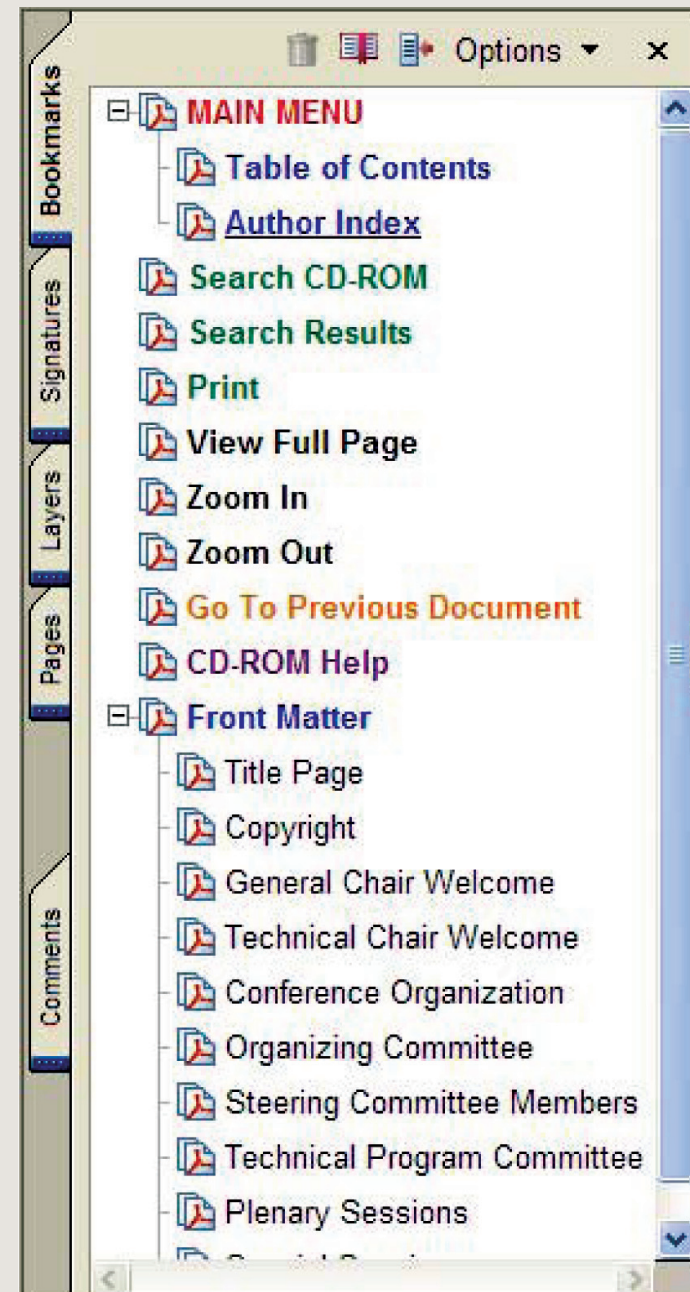 Options
Bookmarks
Signatures
Layers
Pages
Comments
MAIN MENU
Table of Contents
Author Index
Search CD-ROM
Search Results
Print
View Full Page
Zoom In
Zoom Out
Go To Previous Document
CD-ROM Help
Front Matter
Title Page
Copyright
General Chair Welcome
Technical Chair Welcome
Conference Organization
Organizing Committee
Steering Committee Members
Technical Program Committee
Plenary Sessions